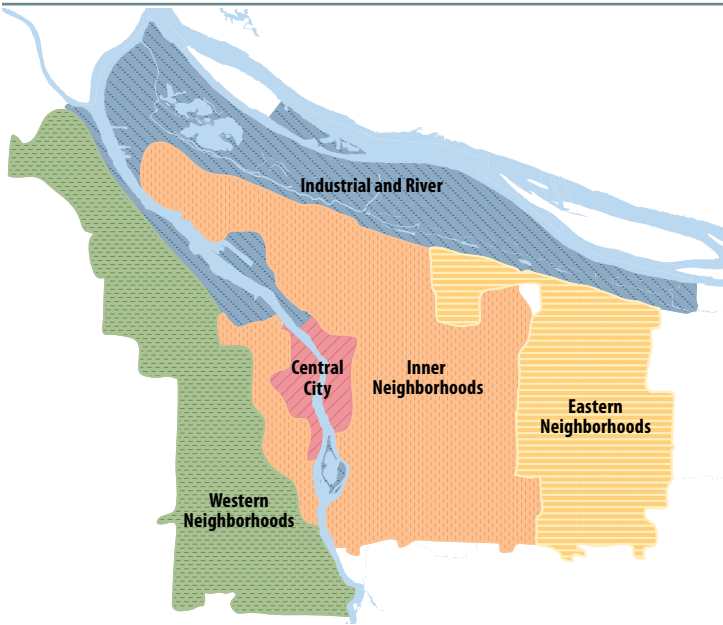 Industrial and River
Central
City
Inner
Neighborhoods
Eastern
Neighborhoods
Western
Neighborhoods